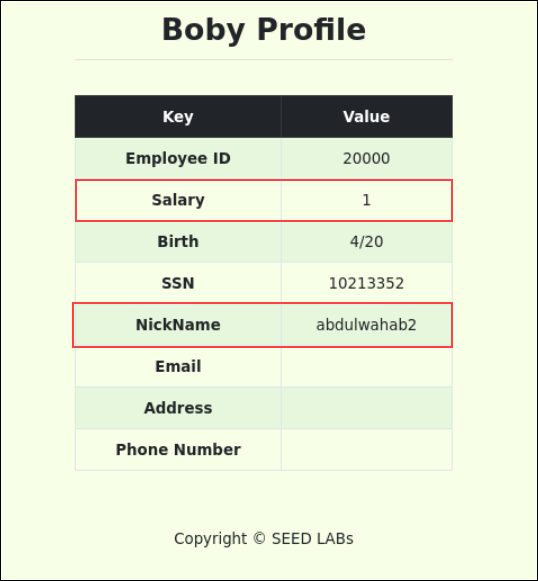 Boby Profile
Key Value
Employee ID 20000
Salary 1
Birth 4/20
SSN 10213352
NickName abdulwahab2
Email
Address
Phone Number
Copyright © SEED LABs